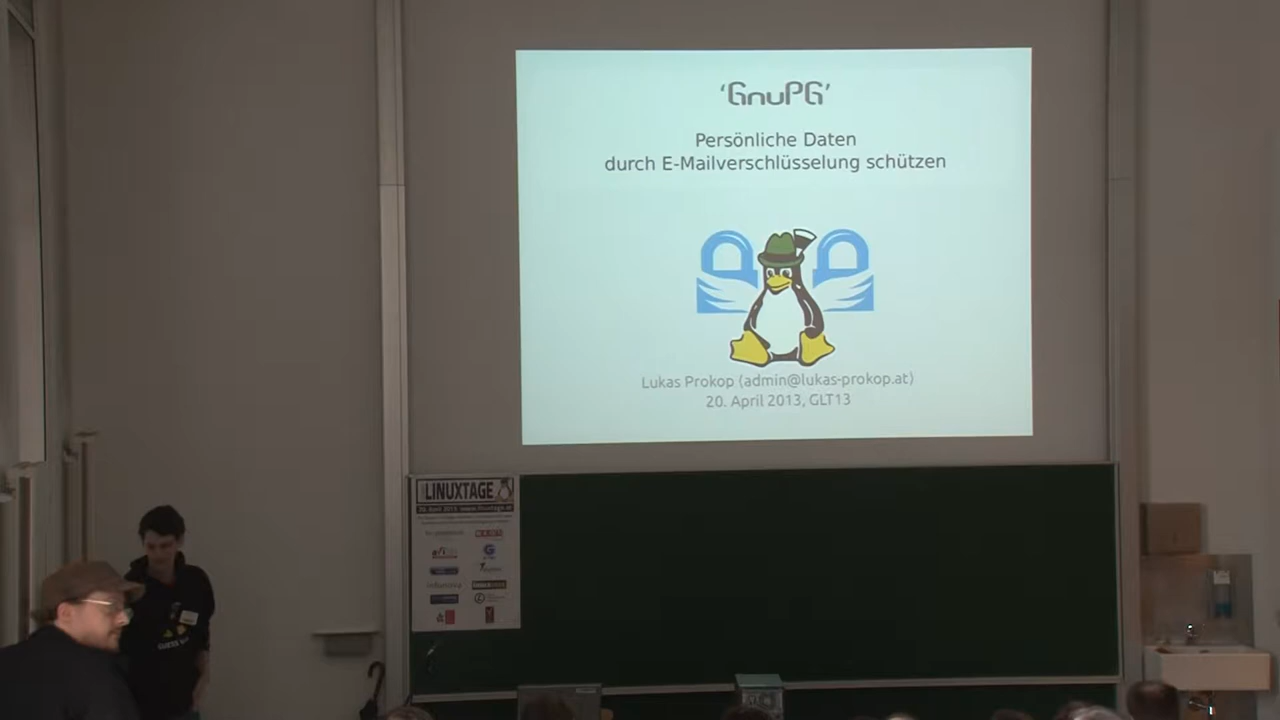 'GnuPG'
Persönliche Daten
durch E-Mailverschlüsselung schützen
Lukas Prokop (admin@lukas-prokop.at)
20. April 2013, GLT13
LINUXTAGE